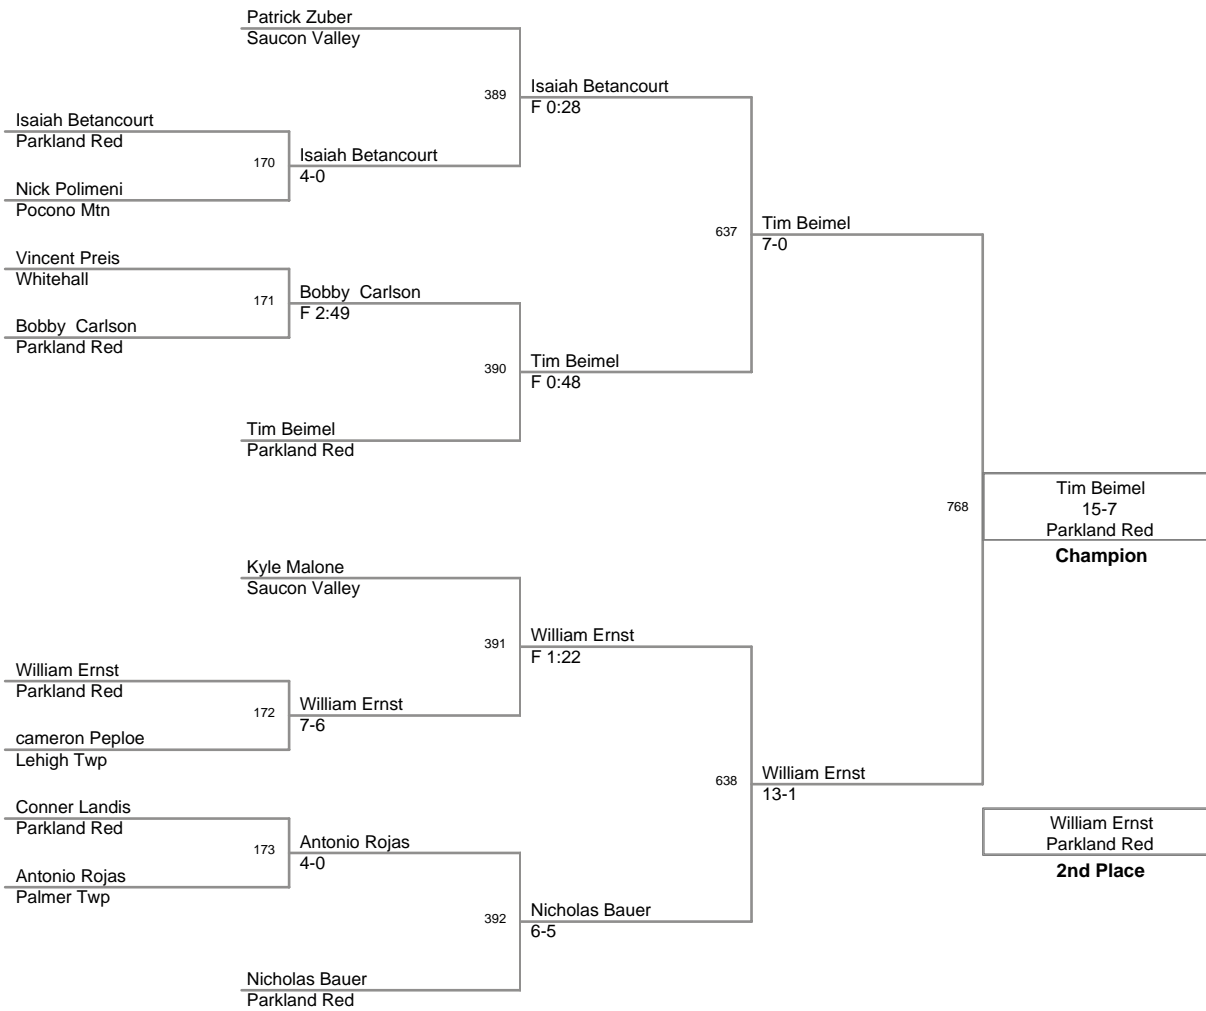 Patrick Zuber
Saucon Valley
389
Isaiah Betancourt
F 0:28
Isaiah Betancourt
Parkland Red
170
Isaiah Betancourt
4-0
Nick Polimeni
Pocono Mtn
637
Tim Beimel
7-0
Vincent Preis
Whitehall
171
Bobby  Carlson
F 2:49
Bobby  Carlson
Parkland Red
390
Tim Beimel
F 0:48
Tim Beimel
Parkland Red
768
Tim Beimel
15-7
Parkland Red
Champion
Kyle Malone
Saucon Valley
391
William Ernst
F 1:22
William Ernst
Parkland Red
172
William Ernst
7-6
cameron Peploe
Lehigh Twp
638
William Ernst
13-1
Conner Landis
Parkland Red
173
Antonio Rojas
4-0
Antonio Rojas
Palmer Twp
392
Nicholas Bauer
6-5
Nicholas Bauer
Parkland Red
William Ernst
Parkland Red
2nd Place